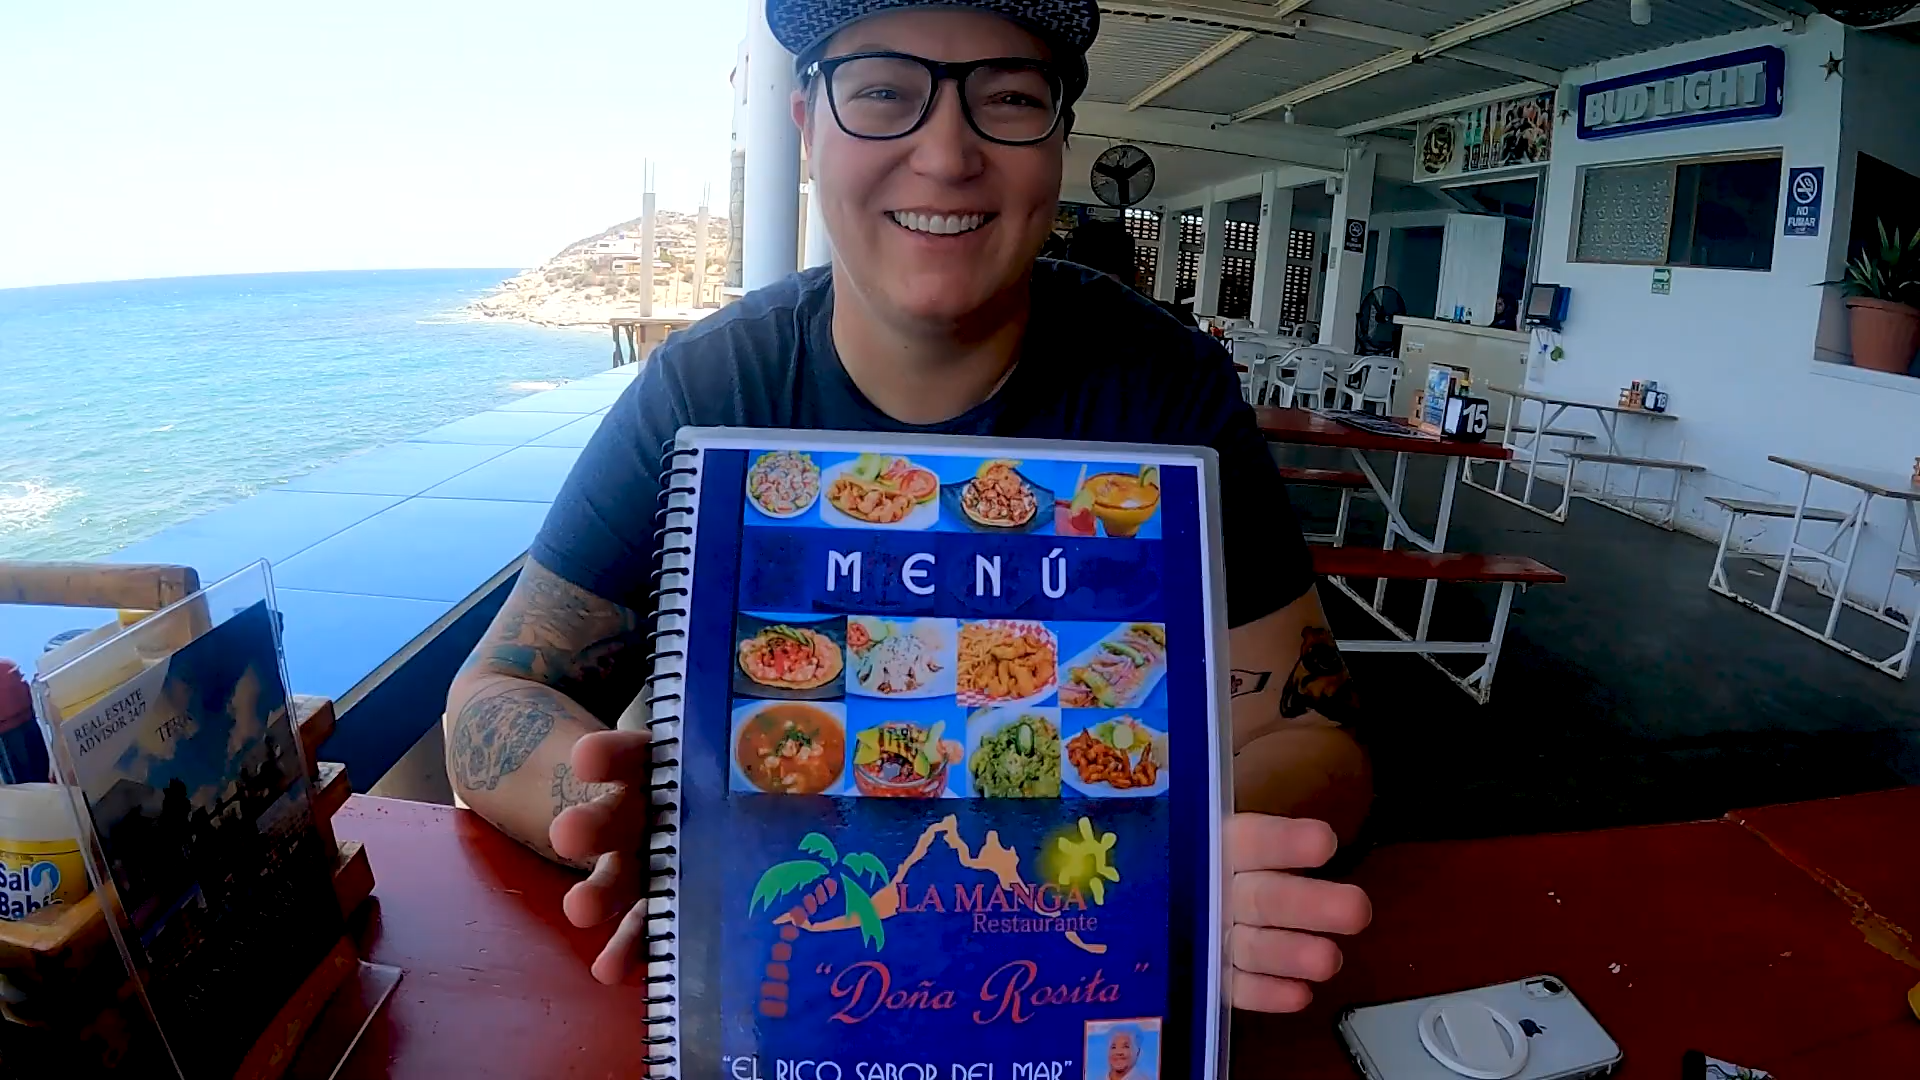 BUD LIGHT
NO
FUMAR
15
MENÚ
LA MANGA
Restaurante
"Doña Rosita"
"EL RICO SABOR DEL MAR"
REAL ESTATE
ADVISOR 24/7
Sal